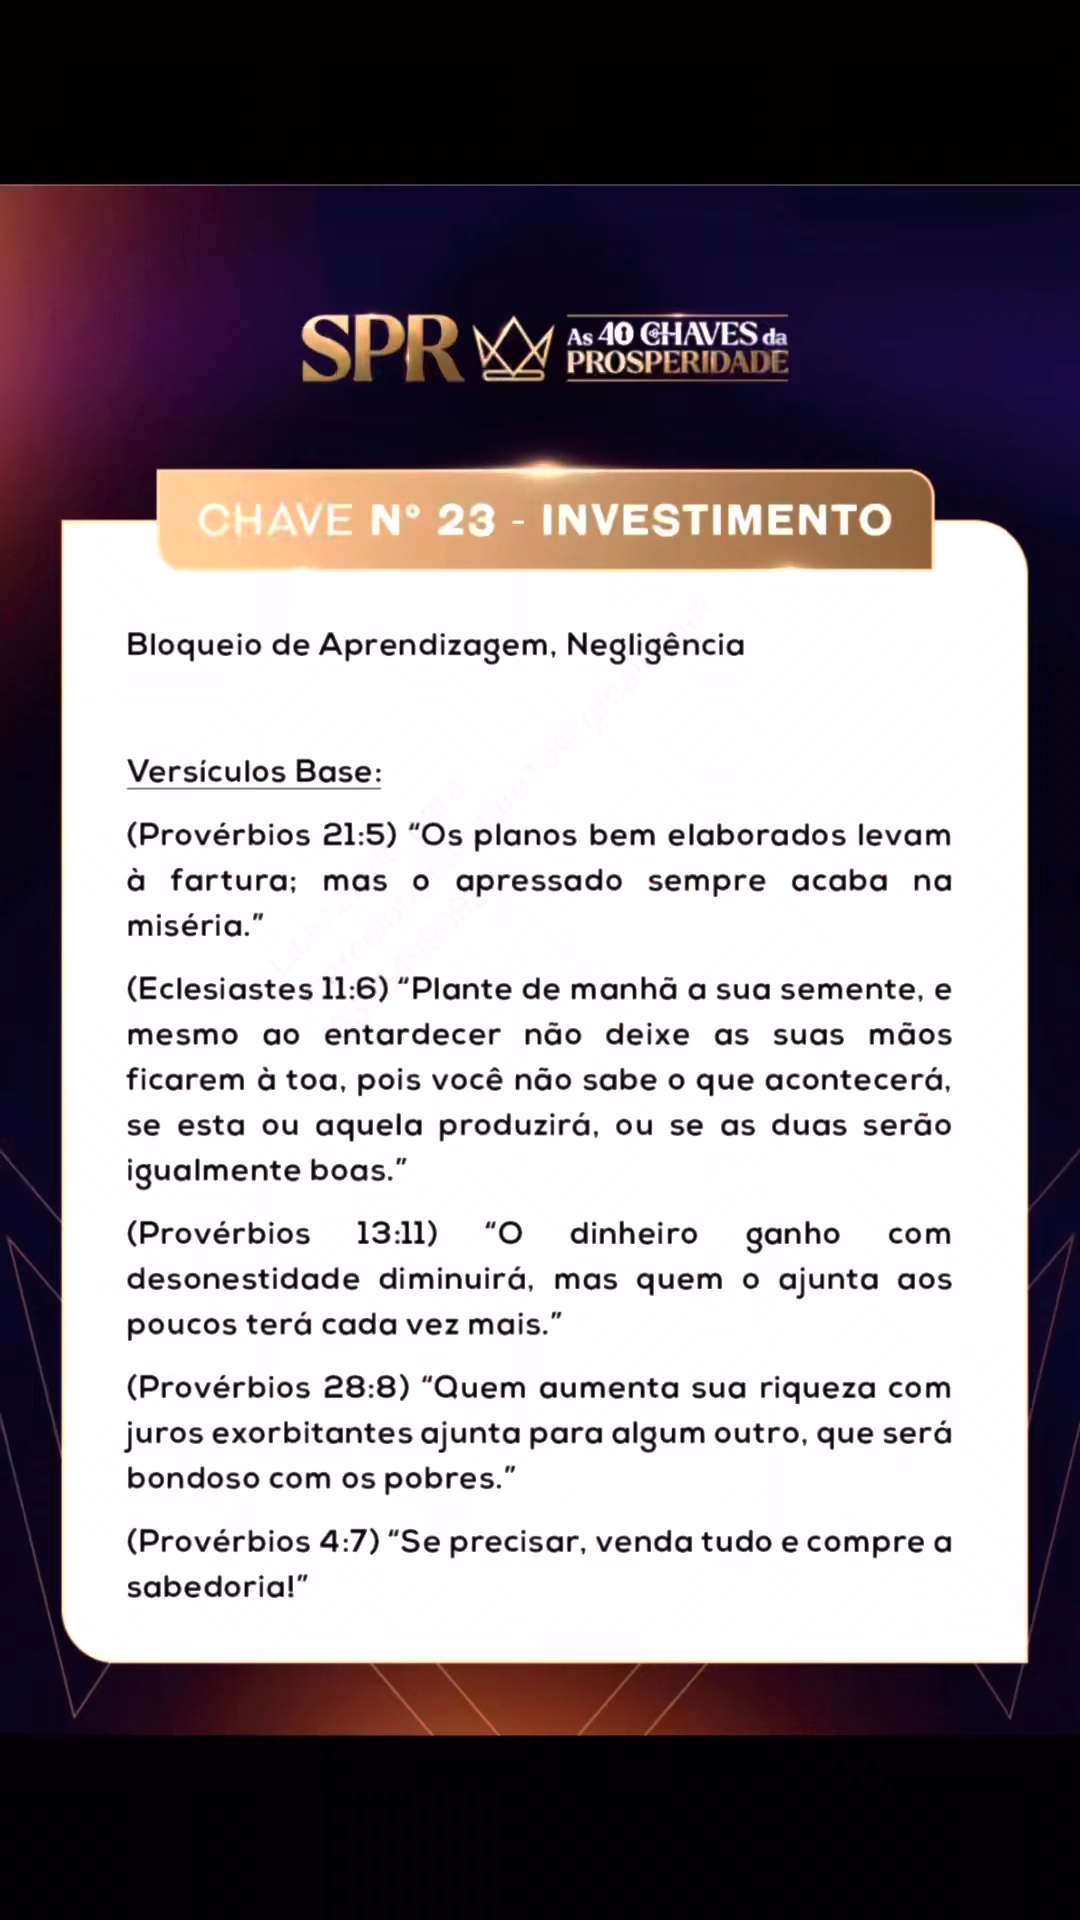 SPR As 40 CHAVES da
PROSPERIDADE
CHAVE Nº 23 - INVESTIMENTO
Bloqueio de Aprendizagem, Negligência
Versículos Base:
(Provérbios 21:5) “Os planos bem elaborados levam
à fartura; mas o apressado sempre acaba na
miséria.”
(Eclesiastes 11:6) “Plante de manhã a sua semente, e
mesmo ao entardecer não deixe as suas mãos
ficarem à toa, pois você não sabe o que acontecerá,
se esta ou aquela produzirá, ou se as duas serão
igualmente boas.”
(Provérbios 13:11) “O dinheiro ganho com
desonestidade diminuirá, mas quem o ajunta aos
poucos terá cada vez mais.”
(Provérbios 28:8) “Quem aumenta sua riqueza com
juros exorbitantes ajunta para algum outro, que será
bondoso com os pobres.”
(Provérbios 4:7) “Se precisar, venda tudo e compre a
sabedoria!”